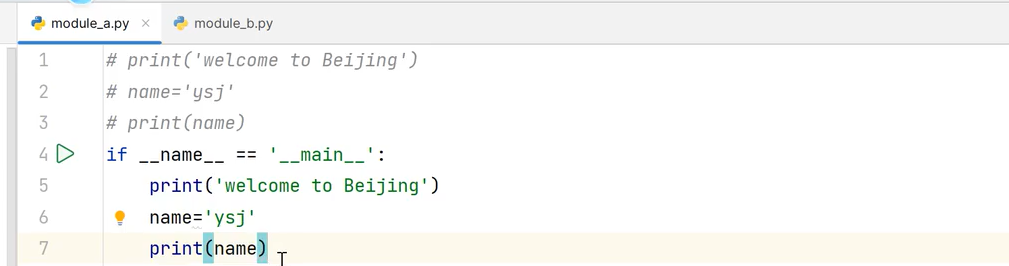 module_a.py × module_b.py
1 # print('welcome to Beijing')
2 # name='ysj'
3 # print(name)
4 if __name__ == '__main__':
5 print('welcome to Beijing')
6 name='ysj'
7 print(name)